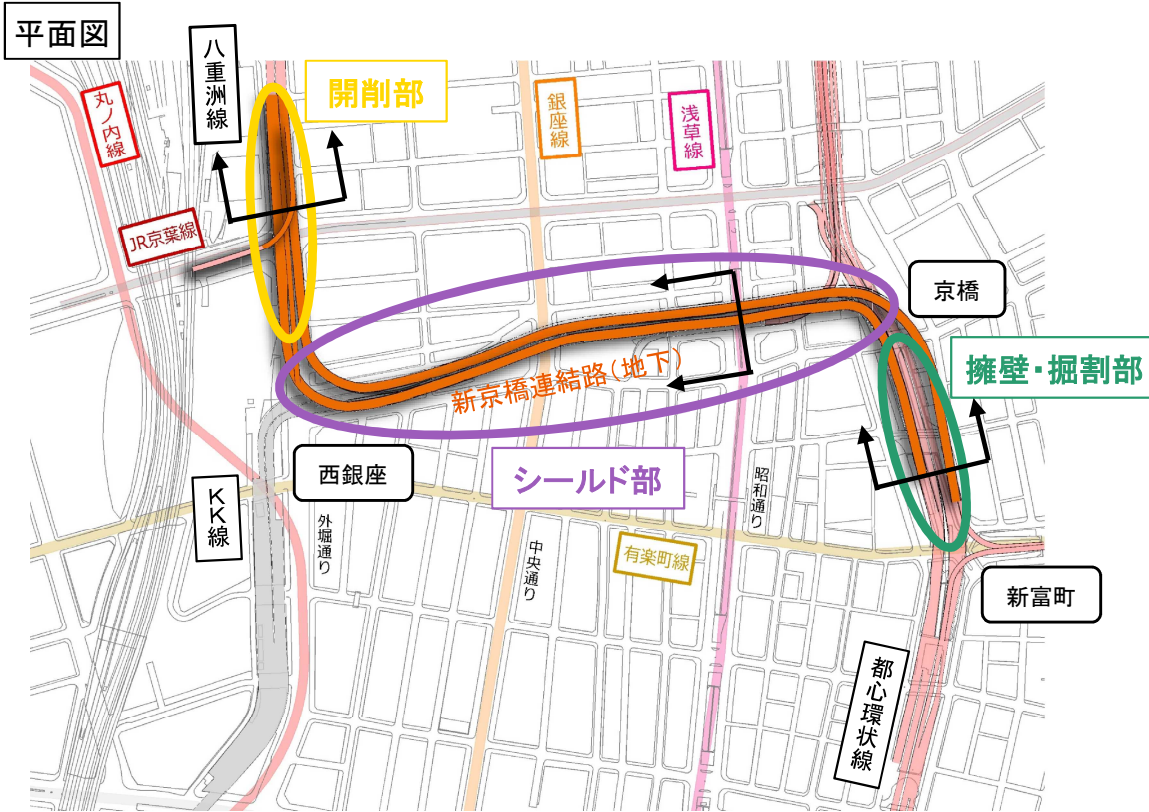 平面図
八重洲線
開削部
丸ノ内線
銀座線
浅草線
JR京葉線
京橋
擁壁・掘割部
新京橋連結路(地下)
西銀座
シールド部
昭和通り
KK線
外堀通り
中央通り
有楽町線
新富町
都心環状線